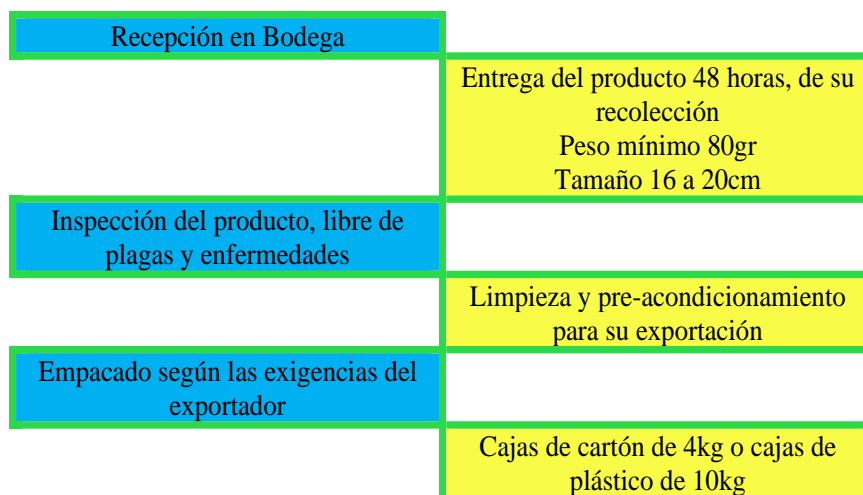 Recepción en Bodega
Entrega del producto 48 horas, de su
recolección
Peso mínimo 80gr
Tamaño 16 a 20cm
Inspección del producto, libre de
plagas y enfermedades
Limpieza y pre-acondicionamiento
para su exportación
Empacado según las exigencias del
exportador
Cajas de cartón de 4kg o cajas de
plástico de 10kg